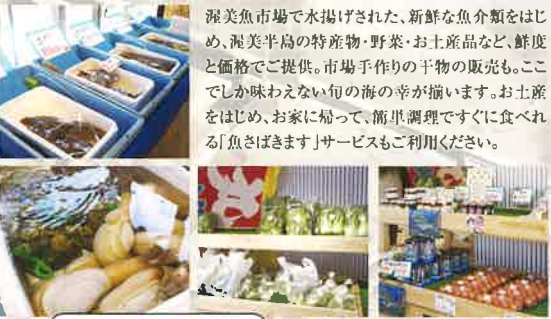 渥美魚市場で水揚げされた、新鮮な魚介類をはじ
め、渥美半島の特産物・野菜・お土産品など、鮮度
と価格でご提供。市場手作りの干物の販売も。ここ
でしか味わえない旬の海の幸が揃います。お土産
をはじめ、お家に帰って、簡単調理ですぐに食べれ
る「魚さばきます」サービスもご利用ください。